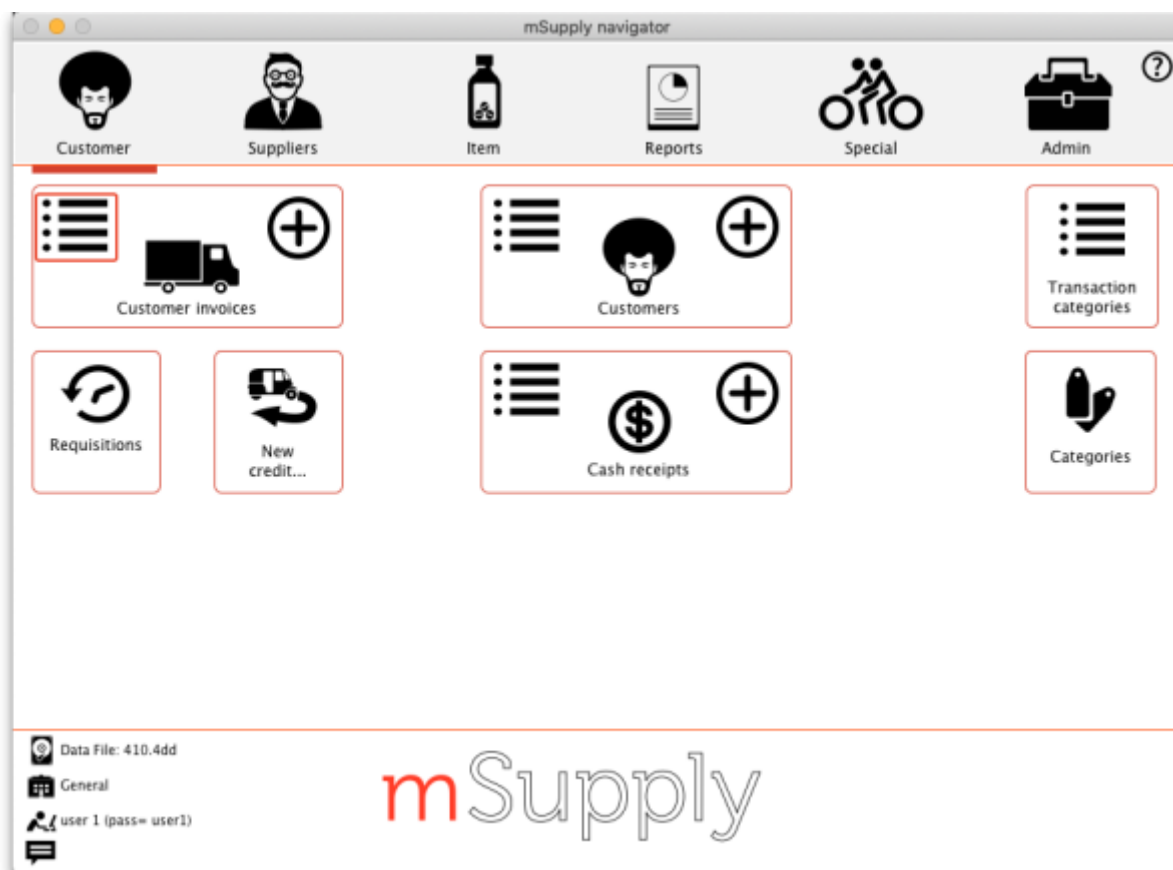 mSupply navigator
Customer
Suppliers
Item
Reports
Special
Admin
?
Customer invoices
Customers
Transaction
categories
Requisitions
New
credit...
Cash receipts
Categories
Data File: 410.4dd
General
user 1 (pass= user1)
mSupply